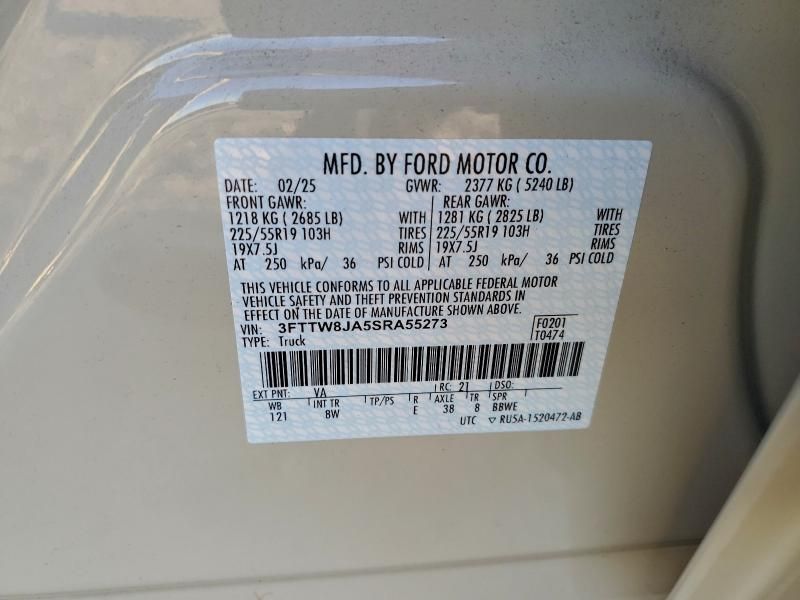 MFD. BY FORD MOTOR CO.
DATE: 02/25 GVWR: 2377 KG ( 5240 LB)
FRONT GAWR: REAR GAWR:
1218 KG ( 2685 LB) WITH 1281 KG ( 2825 LB) WITH
225/55R19 103H TIRES 225/55R19 103H TIRES
19X7.5J RIMS 19X7.5J RIMS
AT 250 kPa/ 36 PSI COLD AT 250 kPa/ 36 PSI COLD
THIS VEHICLE CONFORMS TO ALL APPLICABLE FEDERAL MOTOR
VEHICLE SAFETY AND THEFT PREVENTION STANDARDS IN
EFFECT ON THE DATE OF MANUFACTURE SHOWN ABOVE.
VIN: 3FTTW8JA5SRA55273 F0201
TYPE: Truck T0474
EXT PNT: VA RC: 21 DSO:
WB INT TR TP/PS R AXLE TR SPR
121 8W E 38 8 BBWE
UTC ▽ RU5A-1520472-AB